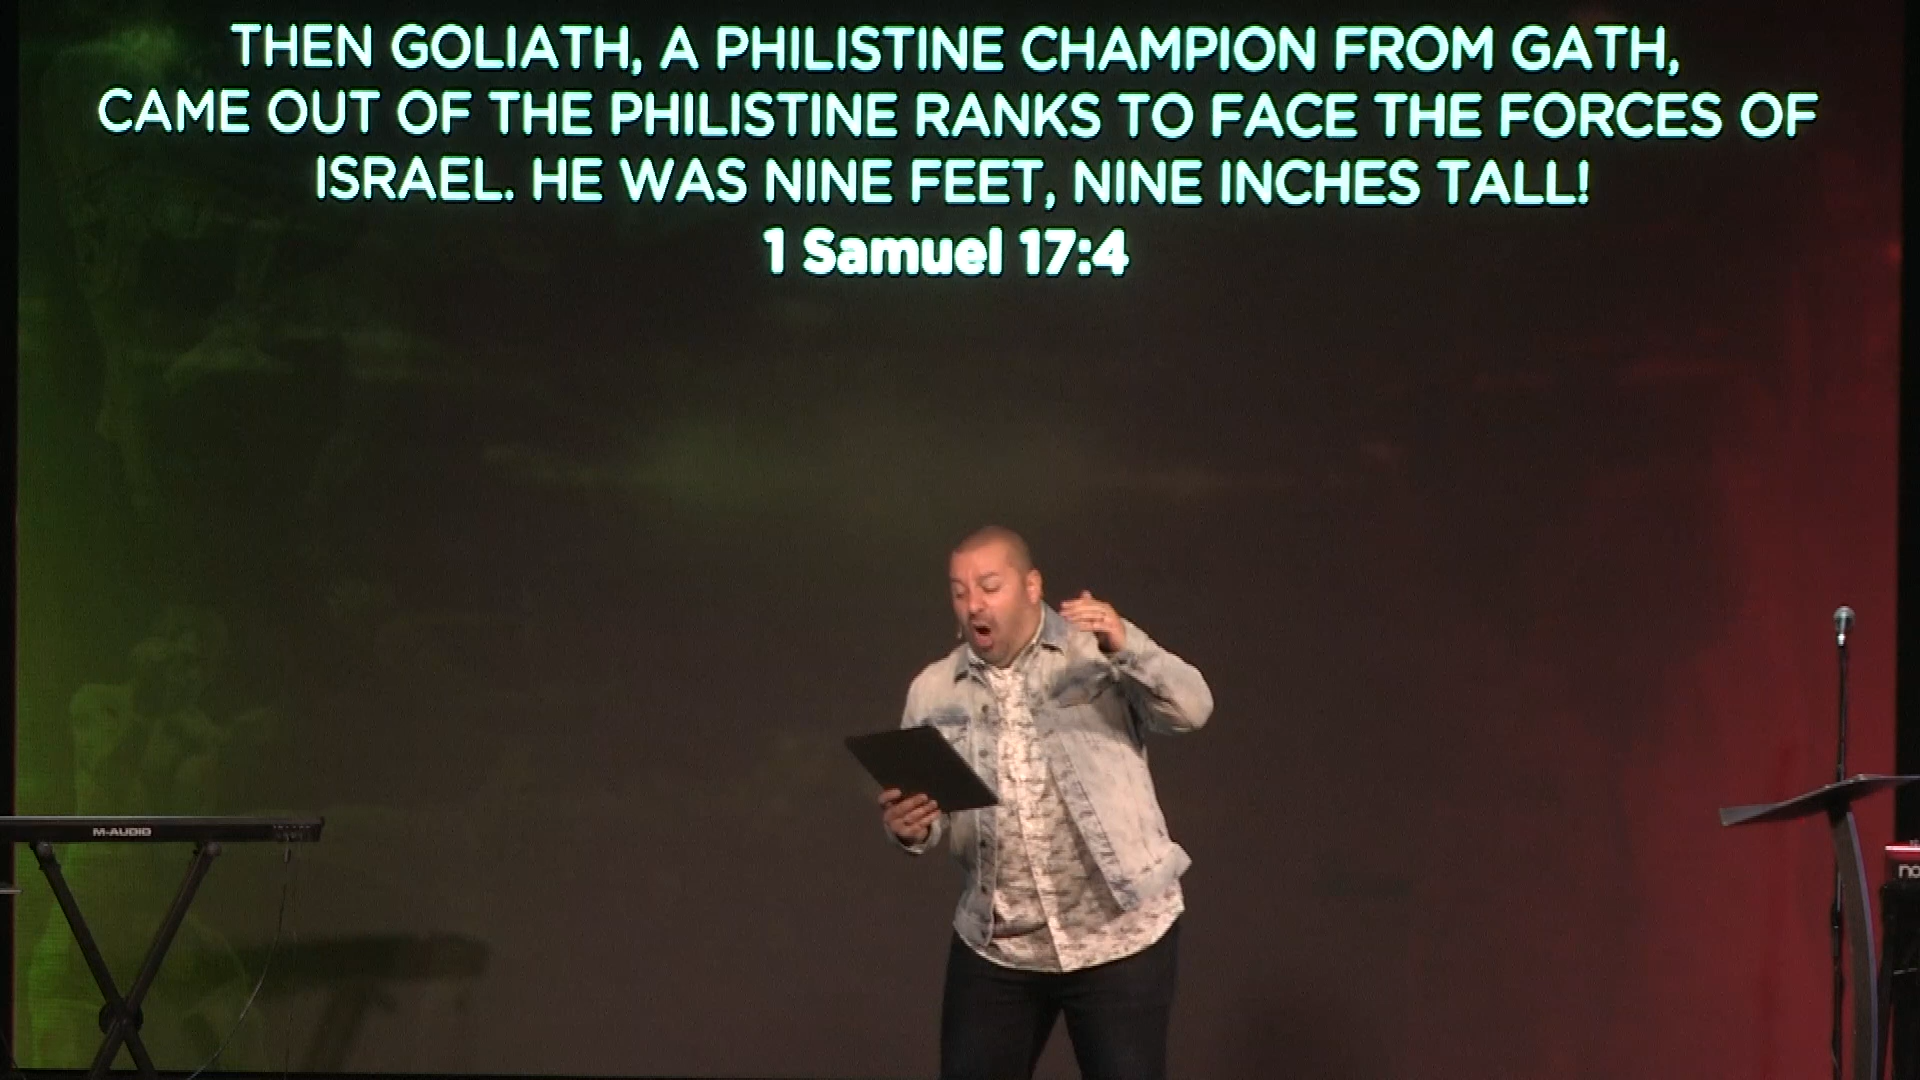 THEN GOLIATH, A PHILISTINE CHAMPION FROM GATH,
CAME OUT OF THE PHILISTINE RANKS TO FACE THE FORCES OF
ISRAEL. HE WAS NINE FEET, NINE INCHES TALL!
1 Samuel 17:4
M-AUDIO